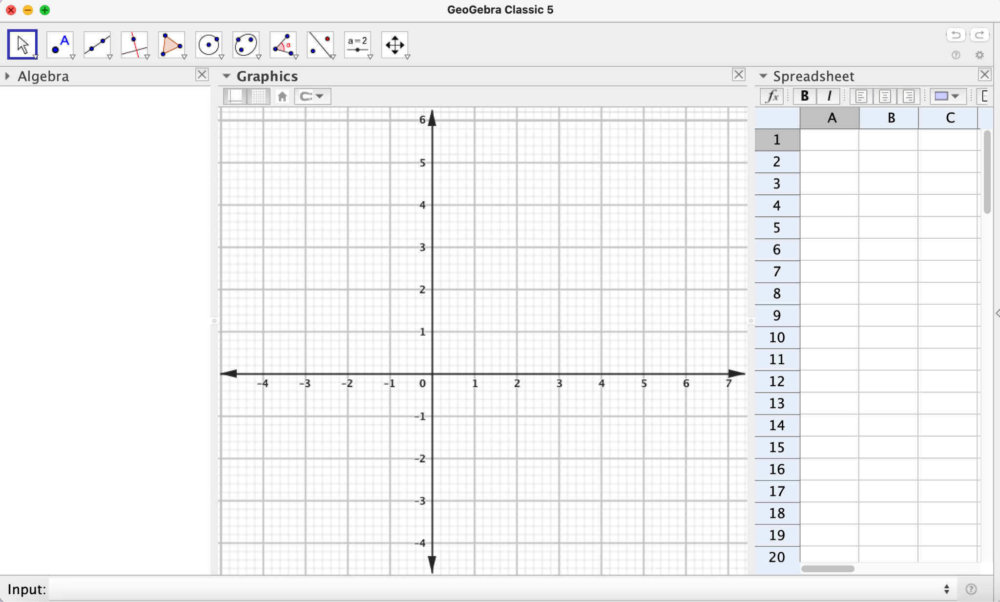 GeoGebra Classic 5
A
α
a=2
Algebra
Graphics
Spreadsheet
fx B I
A B C
1
2
3
4
5
6
7
8
9
10
11
12
13
14
15
16
17
18
19
20
6
5
4
3
2
1
-4 -3 -2 -1 0 1 2 3 4 5 6 7
-1
-2
-3
-4
Input: